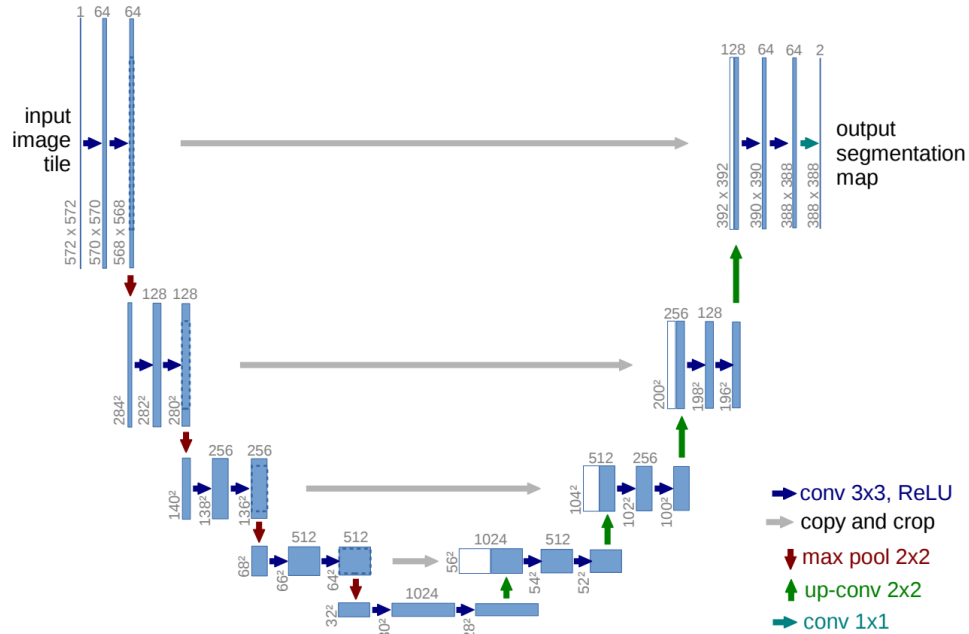 1 64 64
128 64 64 2
input
image
tile
output
segmentation
map
572 x 572
570 x 570
568 x 568
392 x 392
390 x 390
388 x 388
388 x 388
128 128
256 128
284²
282²
280²
200²
198²
196²
256 256
512 256
140²
138²
136²
104²
102²
100²
512 512
1024 512
68²
66²
64²
56²
54²
52²
1024
32²
30²
28²
conv 3x3, ReLU
copy and crop
max pool 2x2
up-conv 2x2
conv 1x1